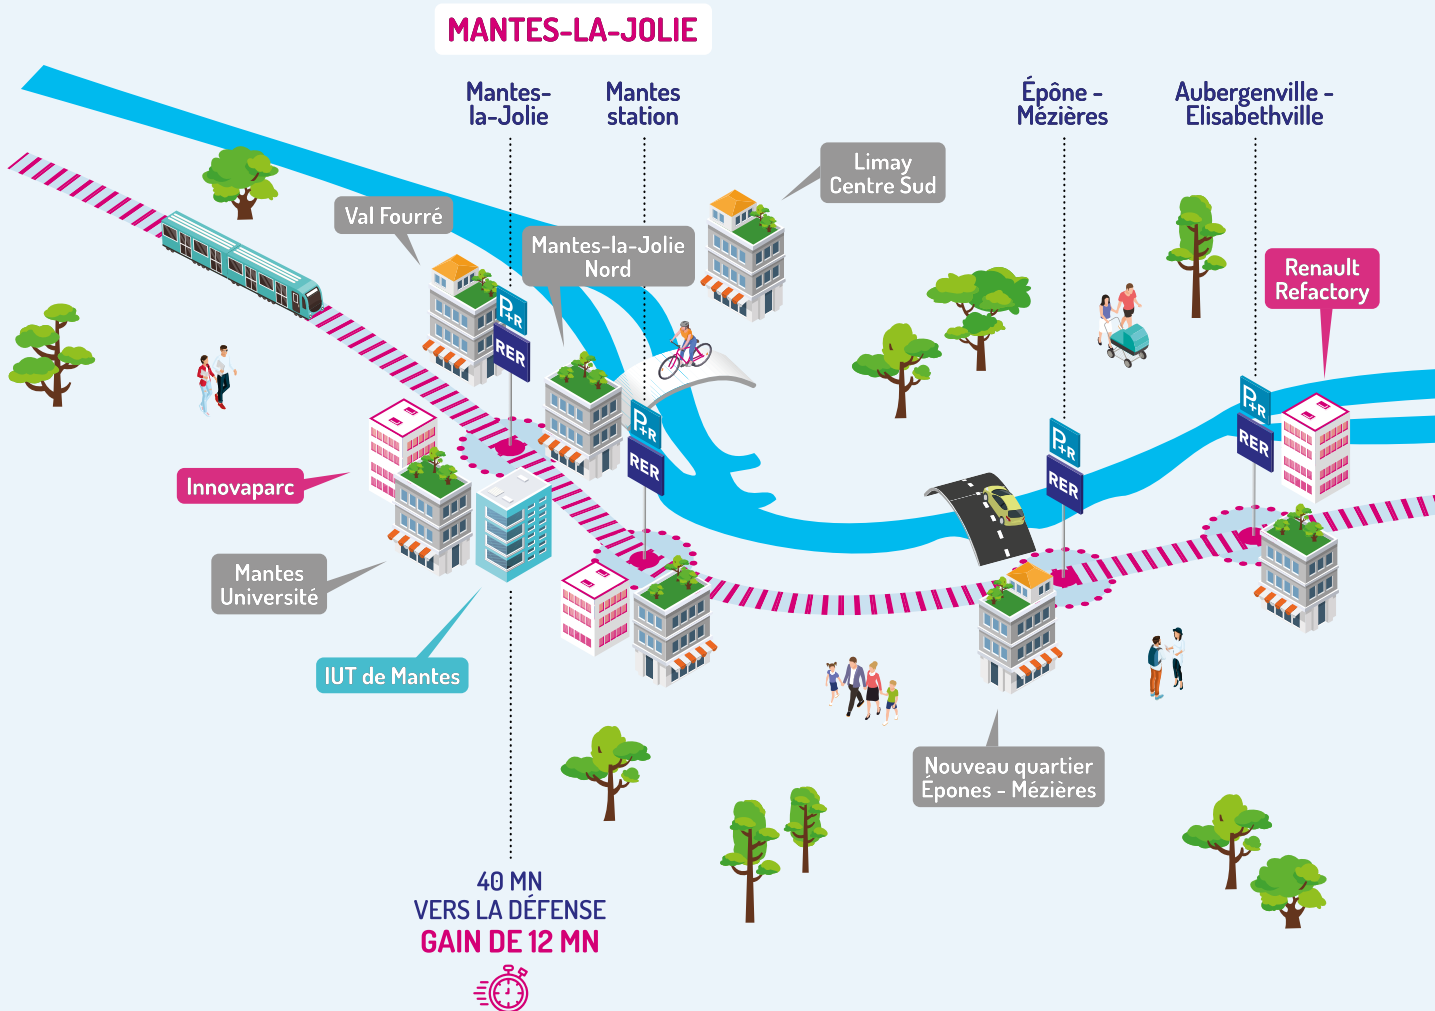 MANTES-LA-JOLIE
Mantes-
la-Jolie
Mantes
station
Épône -
Mézières
Aubergenville -
Elisabethville
Limay
Centre Sud
Val Fourré
Mantes-la-Jolie
Nord
Renault
Refactory
P+R
RER
P+R
RER
P+R
RER
P+R
RER
Innovaparc
Mantes
Université
IUT de Mantes
Nouveau quartier
Épones - Mézières
40 MN
VERS LA DÉFENSE
GAIN DE 12 MN